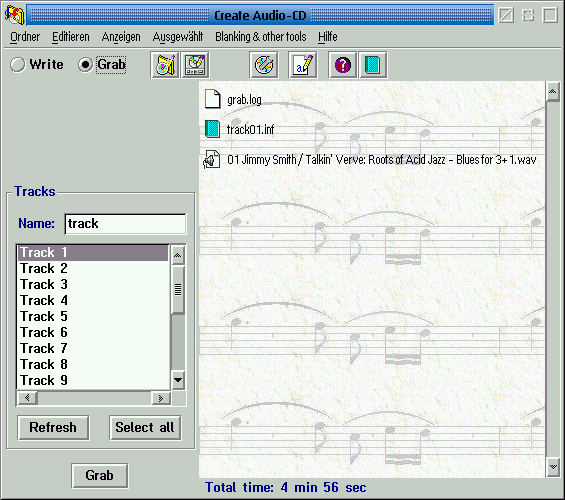 Create Audio-CD
Ordner Editieren Anzeigen Ausgewählt Blanking & other tools Hilfe
Write Grab
grab.log
track01.inf
01 Jimmy Smith / Talkin' Verve: Roots of Acid Jazz - Blues for 3+1.wav
Tracks
Name: track
Track 1
Track 2
Track 3
Track 4
Track 5
Track 6
Track 7
Track 8
Track 9
Refresh Select all
Grab
Total time: 4 min 56 sec